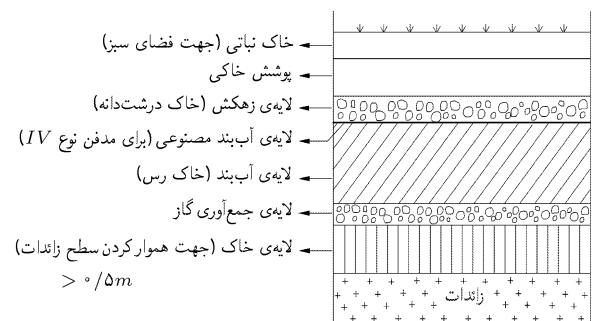 خاک نباتی (جهت فضای سبز)
پوشش خاکی
لایه‌ی زهکش (خاک درشت‌دانه)
لایه‌ی آب‌بند مصنوعی (برای مدفن نوع IV)
لایه‌ی آب‌بند (خاک رس)
لایه‌ی جمع‌آوری گاز
لایه‌ی خاک (جهت هموار کردن سطح زائدات)
> ۰/۵m
زائدات